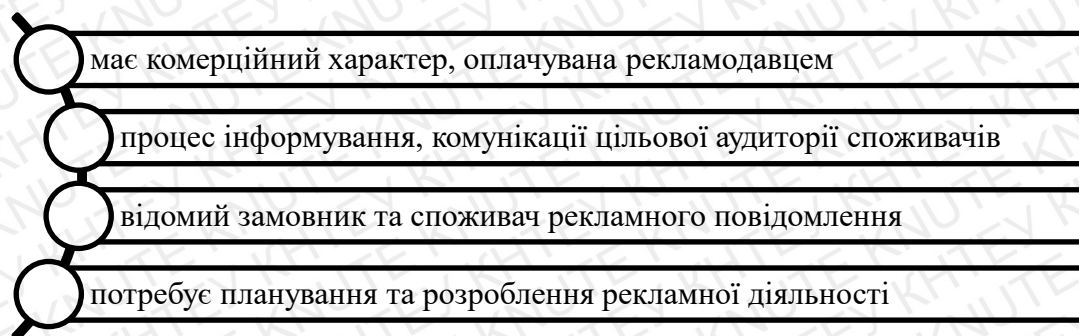 має комерційний характер, оплачувана рекламодавцем
процес інформування, комунікації цільової аудиторії споживачів
відомий замовник та споживач рекламного повідомлення
потребує планування та розроблення рекламної діяльності